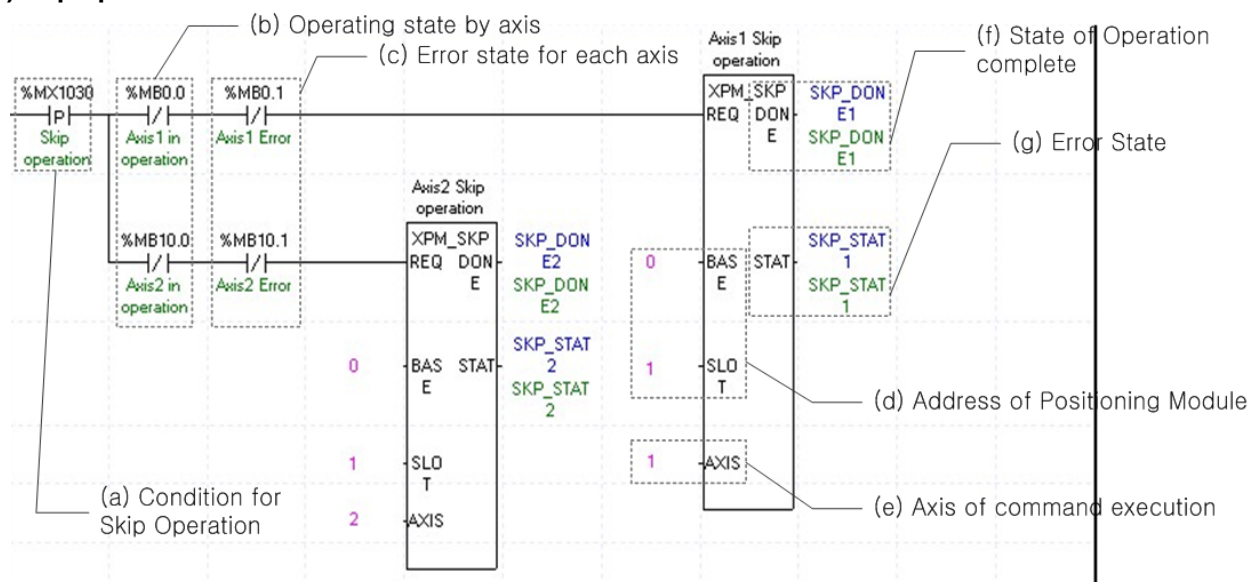 (b) Operating state by axis
(c) Error state for each axis
Axis1 Skip
operation
(f) State of Operation
complete
%MX1030
%MB0.0
%MB0.1
P
Skip
operation
Axis1 in
operation
Axis1 Error
XPM_SKP
REQ DON
E
SKP_DON
E1
SKP_DON
E1
(g) Error State
Axis2 Skip
operation
%MB10.0
%MB10.1
Axis2 in
operation
Axis2 Error
XPM_SKP
REQ DON
E
SKP_DON
E2
SKP_DON
E2
0
BAS STAT
E
SKP_STAT
1
SKP_STAT
1
0
BAS STAT
E
SKP_STAT
2
SKP_STAT
2
1
SLO
T
(d) Address of Positioning Module
1
SLO
T
1
AXIS
(a) Condition for
Skip Operation
2
AXIS
(e) Axis of command execution